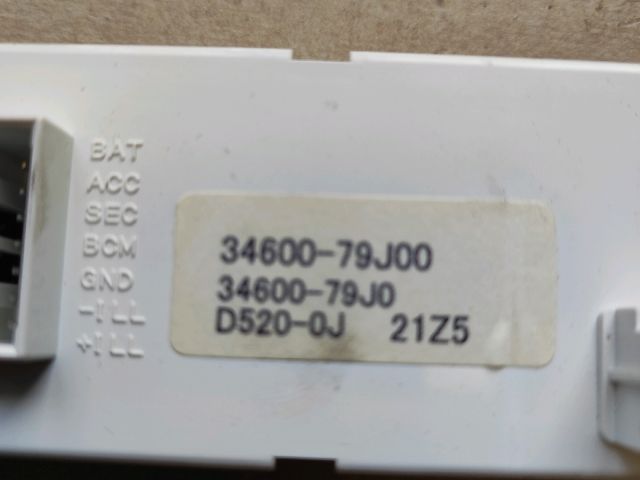 BAT
ACC
SEC
BCM
GND
-ILL
+ILL
34600-79J00
34600-79J0
D520-0J 21Z5